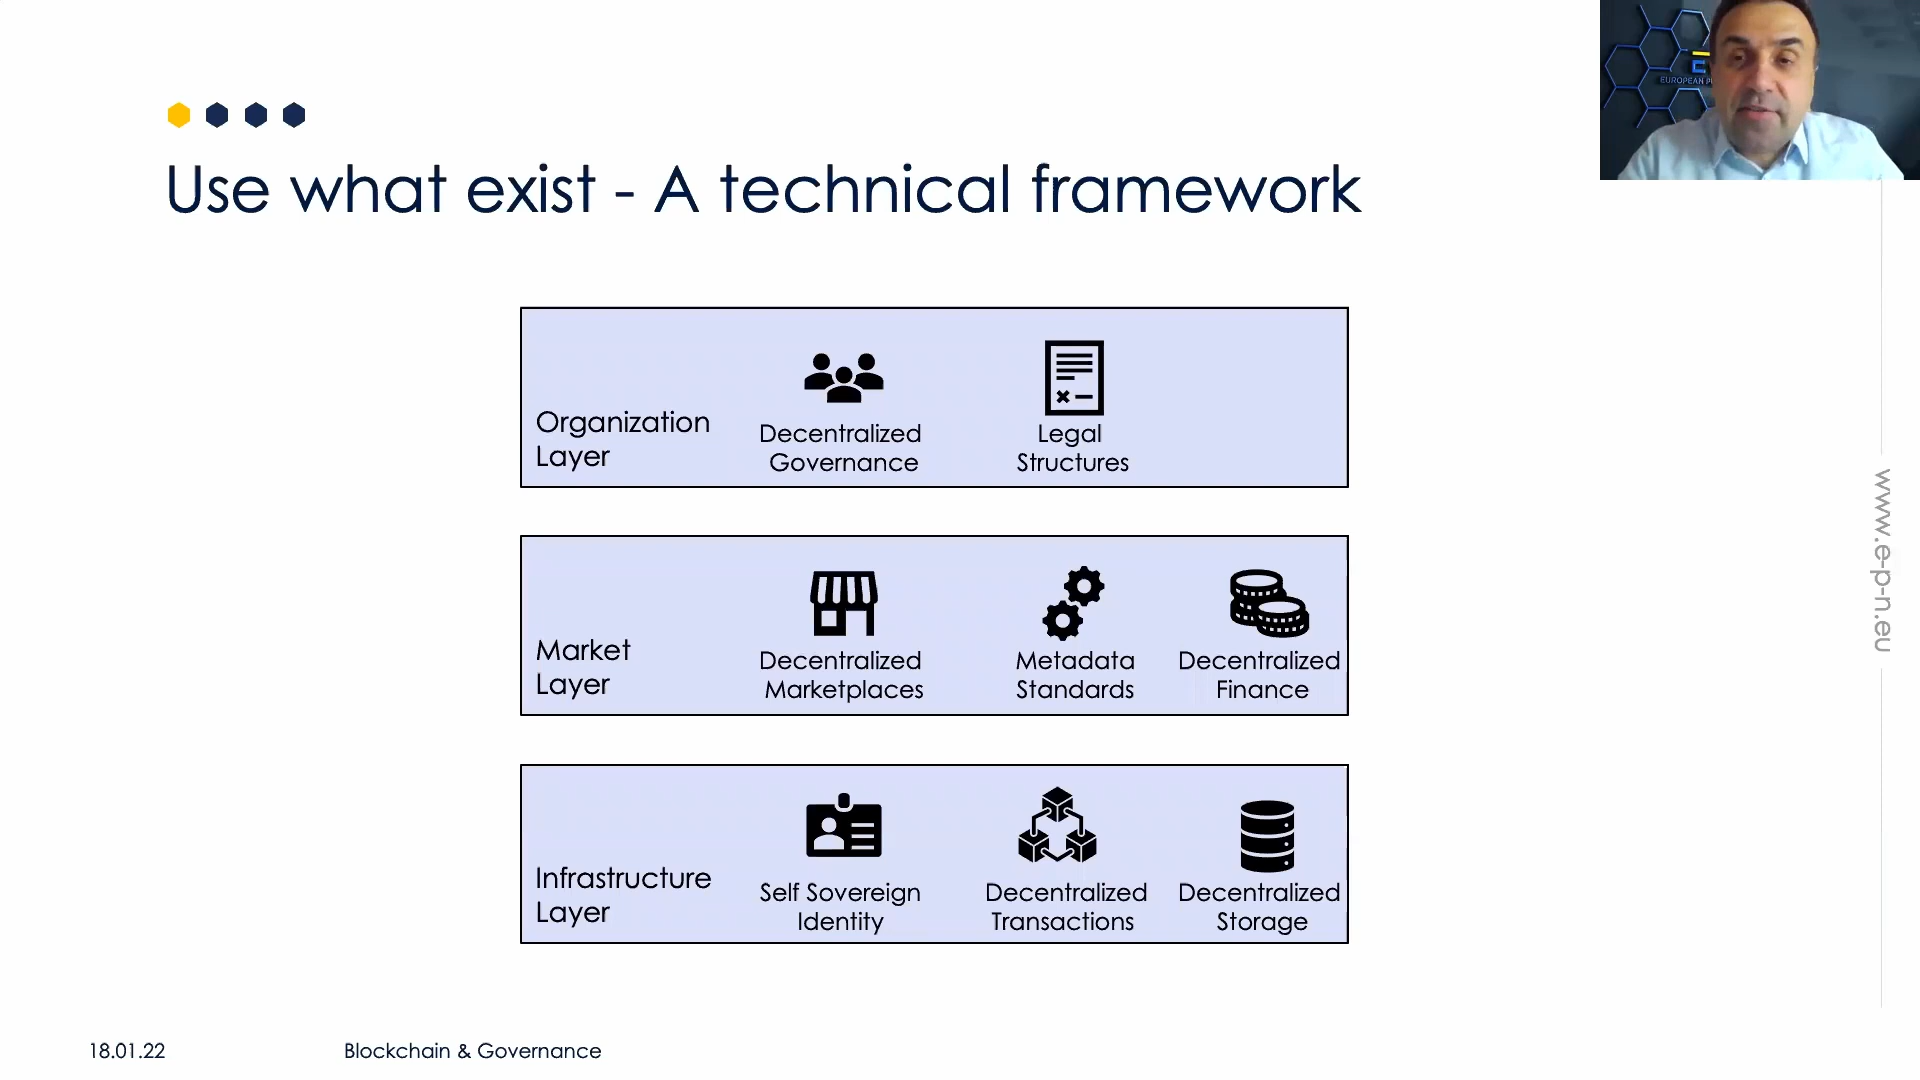 Use what exist - A technical framework
EUROPEAN
Organization
Layer
Decentralized
Governance
Legal
Structures
Market
Layer
Decentralized
Marketplaces
Metadata
Standards
Decentralized
Finance
Infrastructure
Layer
Self Sovereign
Identity
Decentralized
Transactions
Decentralized
Storage
www.e-p-n.eu
18.01.22
Blockchain & Governance